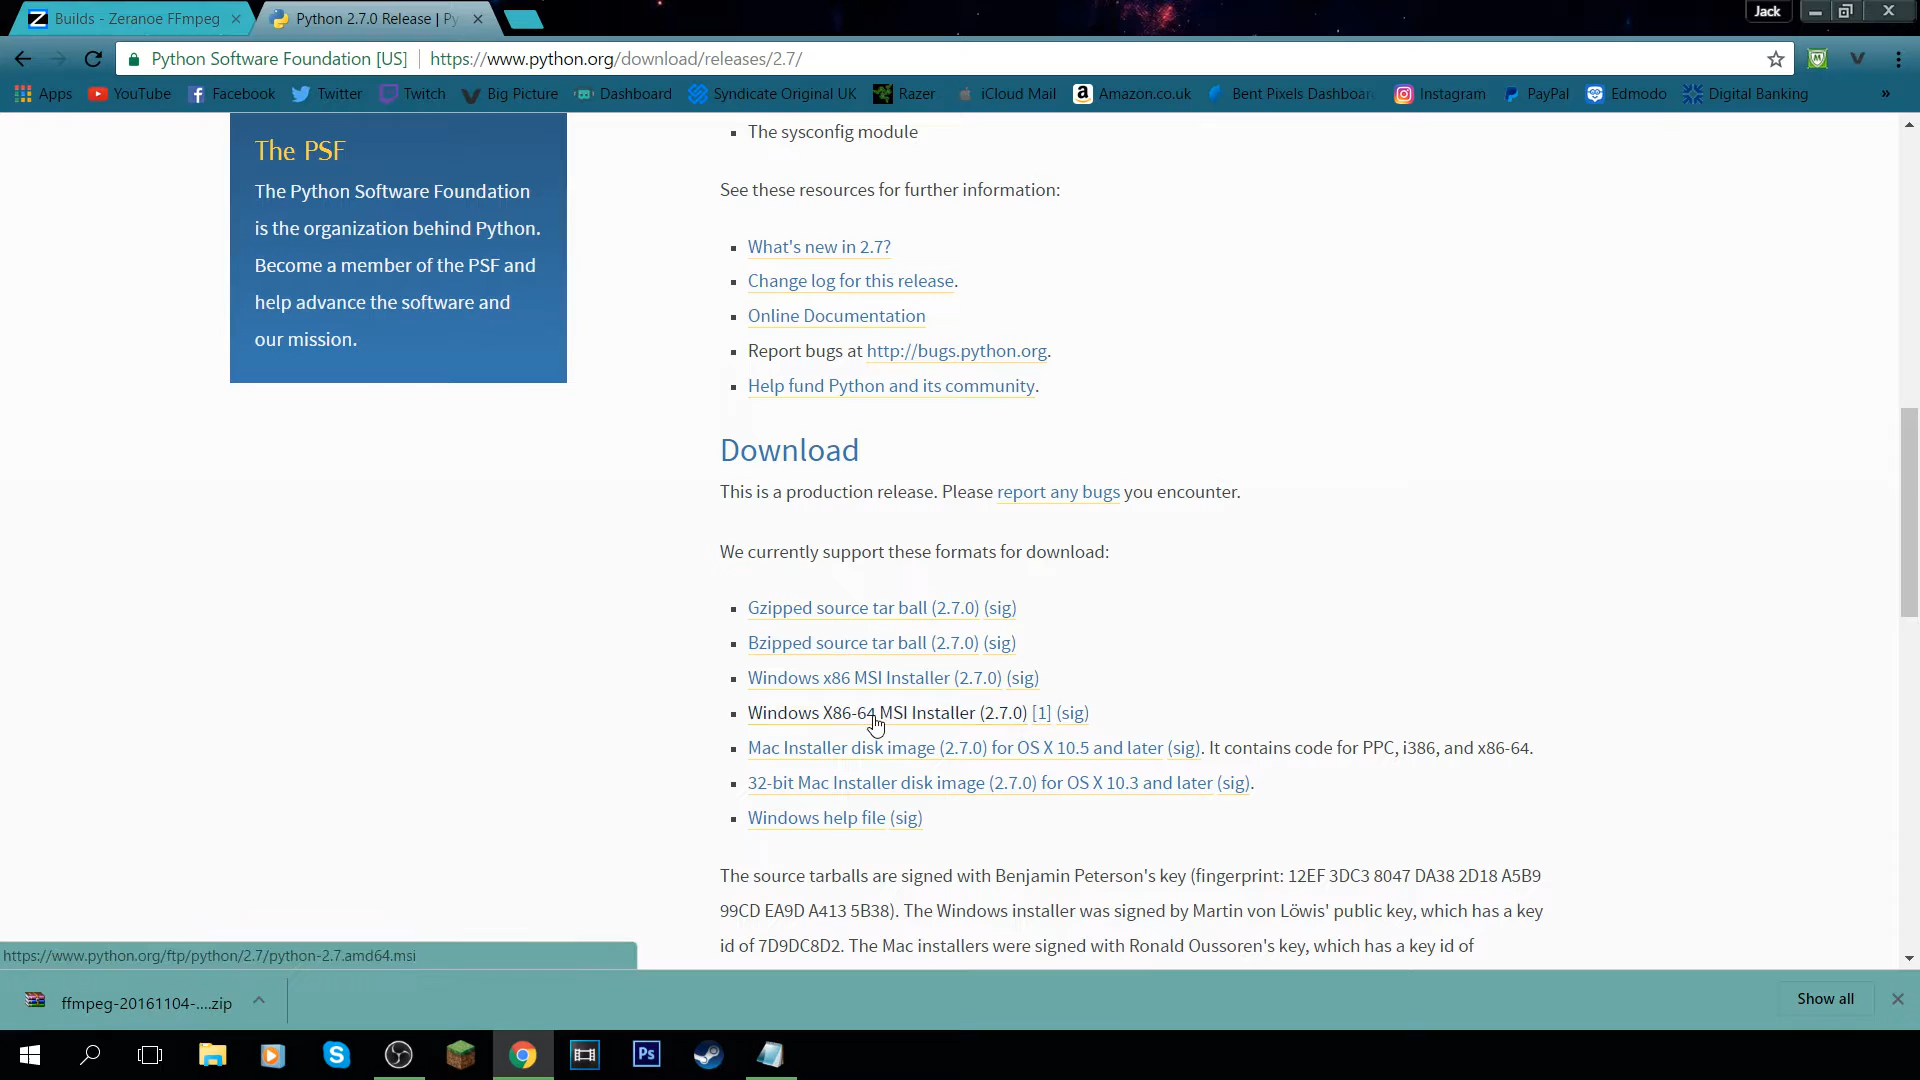 Builds - Zeranoe FFmpeg
Python 2.7.0 Release | Py
Jack
Python Software Foundation [US]
https://www.python.org/download/releases/2.7/
Apps
YouTube
Facebook
Twitter
Twitch
Big Picture
Dashboard
Syndicate Original UK
Razer
iCloud Mail
Amazon.co.uk
Bent Pixels Dashboar
Instagram
PayPal
Edmodo
Digital Banking
»
The PSF
The Python Software Foundation
is the organization behind Python.
Become a member of the PSF and
help advance the software and
our mission.
The sysconfig module
See these resources for further information:
What's new in 2.7?
Change log for this release.
Online Documentation
Report bugs at http://bugs.python.org.
Help fund Python and its community.
Download
This is a production release. Please report any bugs you encounter.
We currently support these formats for download:
Gzipped source tar ball (2.7.0) (sig)
Bzipped source tar ball (2.7.0) (sig)
Windows x86 MSI Installer (2.7.0) (sig)
Windows X86-64 MSI Installer (2.7.0) [1] (sig)
Mac Installer disk image (2.7.0) for OS X 10.5 and later (sig). It contains code for PPC, i386, and x86-64.
32-bit Mac Installer disk image (2.7.0) for OS X 10.3 and later (sig).
Windows help file (sig)
The source tarballs are signed with Benjamin Peterson's key (fingerprint: 12EF 3DC3 8047 DA38 2D18 A5B9
99CD EA9D A413 5B38). The Windows installer was signed by Martin von Löwis' public key, which has a key
id of 7D9DC8D2. The Mac installers were signed with Ronald Oussoren's key, which has a key id of
https://www.python.org/ftp/python/2.7/python-2.7.amd64.msi
ffmpeg-20161104-....zip
Show all
Ps